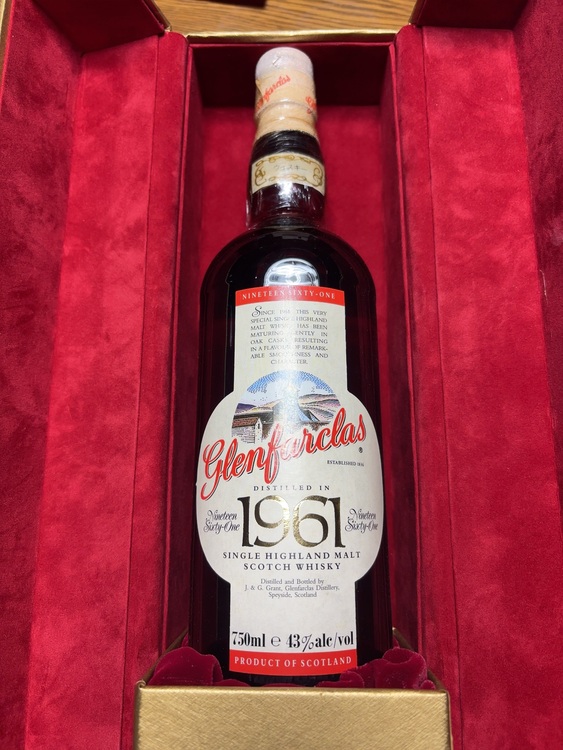 Glenfarclas
NINETEEN SIXTY-ONE
SINCE 1961 THIS VERY
SPECIAL SINGLE HIGHLAND
MALT WHISKY HAS BEEN
MATURING SILENTLY IN
OAK CASKS RESULTING
IN A FLAVOUR OF REMARK-
ABLE SMOOTHNESS AND
CHARACTER.
Glenfarclas ®
ESTABLISHED 1836
DISTILLED IN
Nineteen Sixty-One 1961 Nineteen Sixty-One
SINGLE HIGHLAND MALT
SCOTCH WHISKY
Distilled and Bottled by
J. & G. Grant, Glenfarclas Distillery,
Speyside, Scotland
750ml e 43%alc/vol
PRODUCT OF SCOTLAND